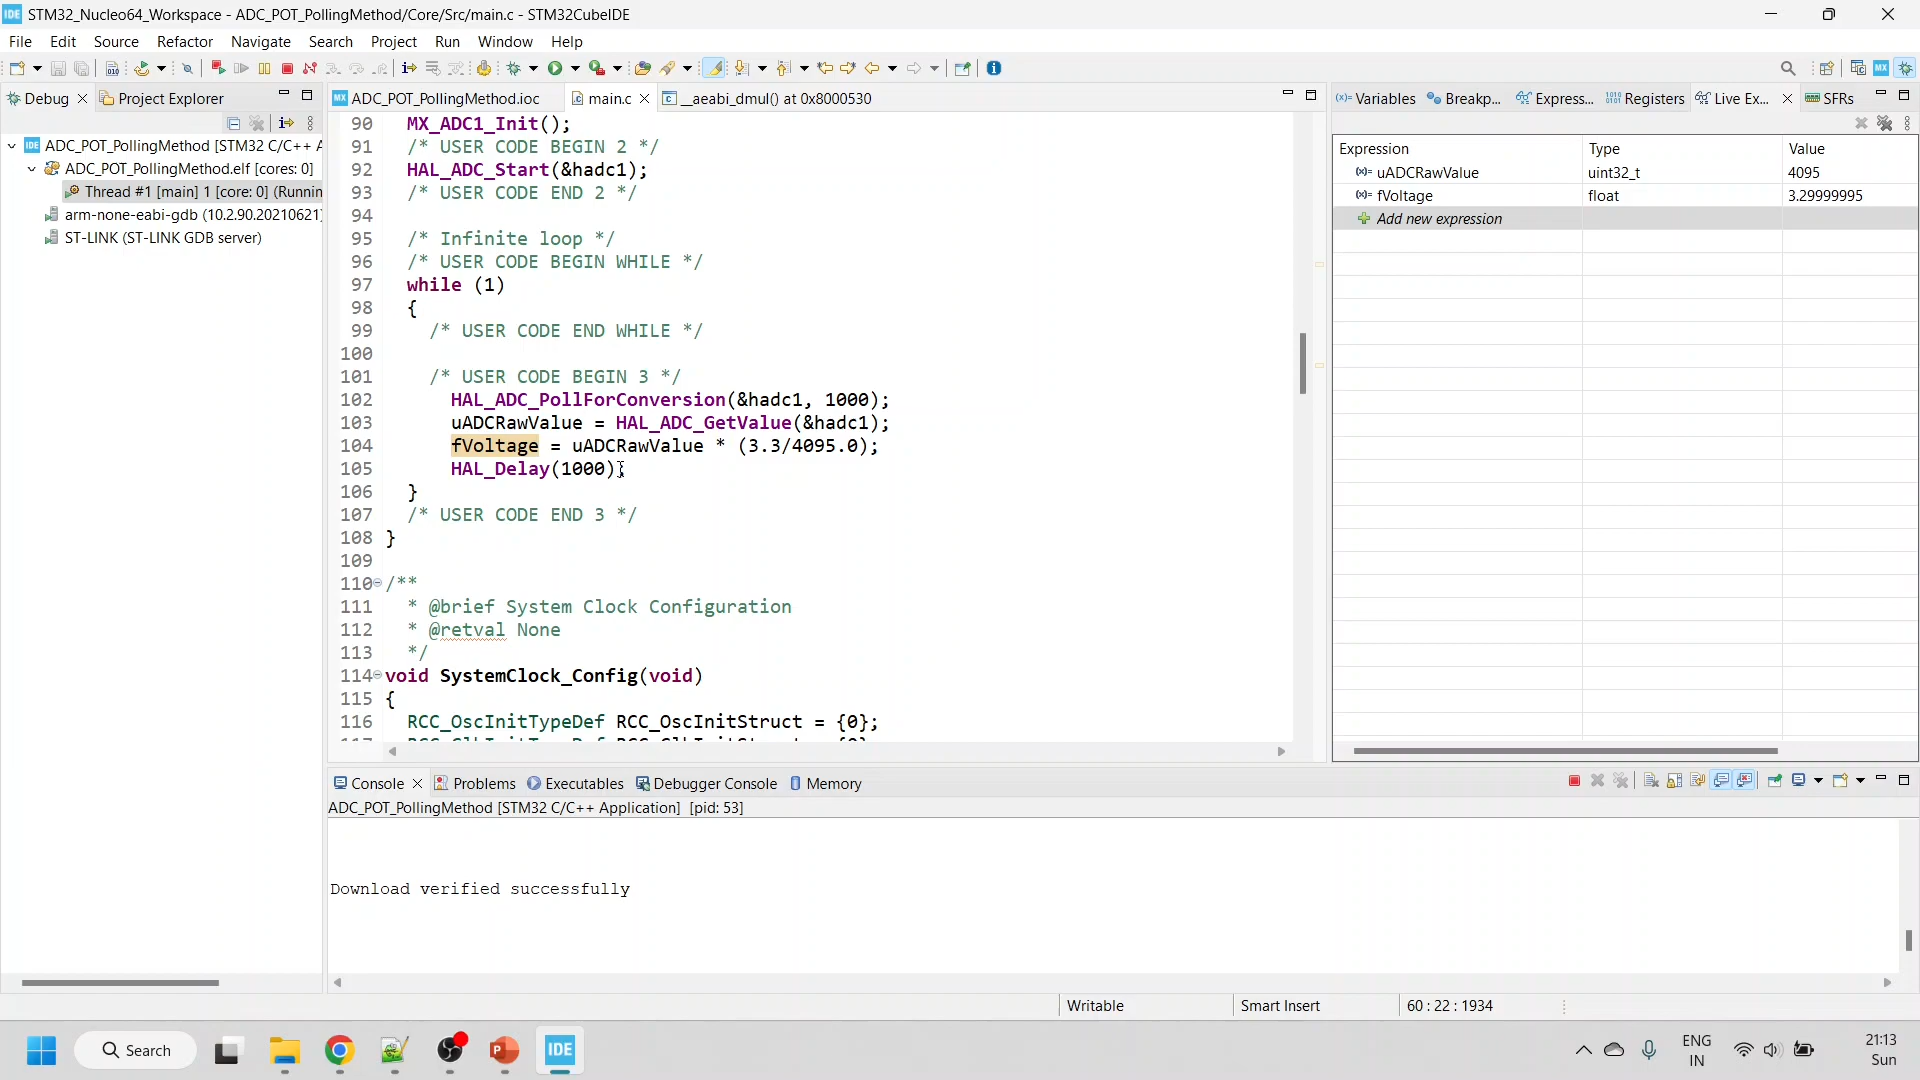 STM32_Nucleo64_Workspace - ADC_POT_PollingMethod/Core/Src/main.c - STM32CubeIDE
File Edit Source Refactor Navigate Search Project Run Window Help
Debug Project Explorer
ADC_POT_PollingMethod [STM32 C/C++ A
ADC_POT_PollingMethod.elf [cores: 0]
Thread #1 [main] 1 [core: 0] (Runnin
arm-none-eabi-gdb (10.2.90.20210621)
ST-LINK (ST-LINK GDB server)
ADC_POT_PollingMethod.ioc main.c __aeabi_dmul() at 0x8000530
90 MX_ADC1_Init();
91 /* USER CODE BEGIN 2 */
92 HAL_ADC_Start(&hadc1);
93 /* USER CODE END 2 */
94
95 /* Infinite loop */
96 /* USER CODE BEGIN WHILE */
97 while (1)
98 {
99 /* USER CODE END WHILE */
100
101 /* USER CODE BEGIN 3 */
102 HAL_ADC_PollForConversion(&hadc1, 1000);
103 uADCRawValue = HAL_ADC_GetValue(&hadc1);
104 fVoltage = uADCRawValue * (3.3/4095.0);
105 HAL_Delay(1000);
106 }
107 /* USER CODE END 3 */
108 }
109
110 /**
111 * @brief System Clock Configuration
112 * @retval None
113 */
114 void SystemClock_Config(void)
115 {
116 RCC_OscInitTypeDef RCC_OscInitStruct = {0};
(x)= Variables Breakp... Express... Registers Live Ex... SFRs
Expression Type Value
uADCRawValue uint32_t 4095
fVoltage float 3.29999995
Add new expression
Console Problems Executables Debugger Console Memory
ADC_POT_PollingMethod [STM32 C/C++ Application] [pid: 53]
Download verified successfully
Writable Smart Insert 60 : 22 : 1934
Search
IDE
ENG
IN
21:13
Sun